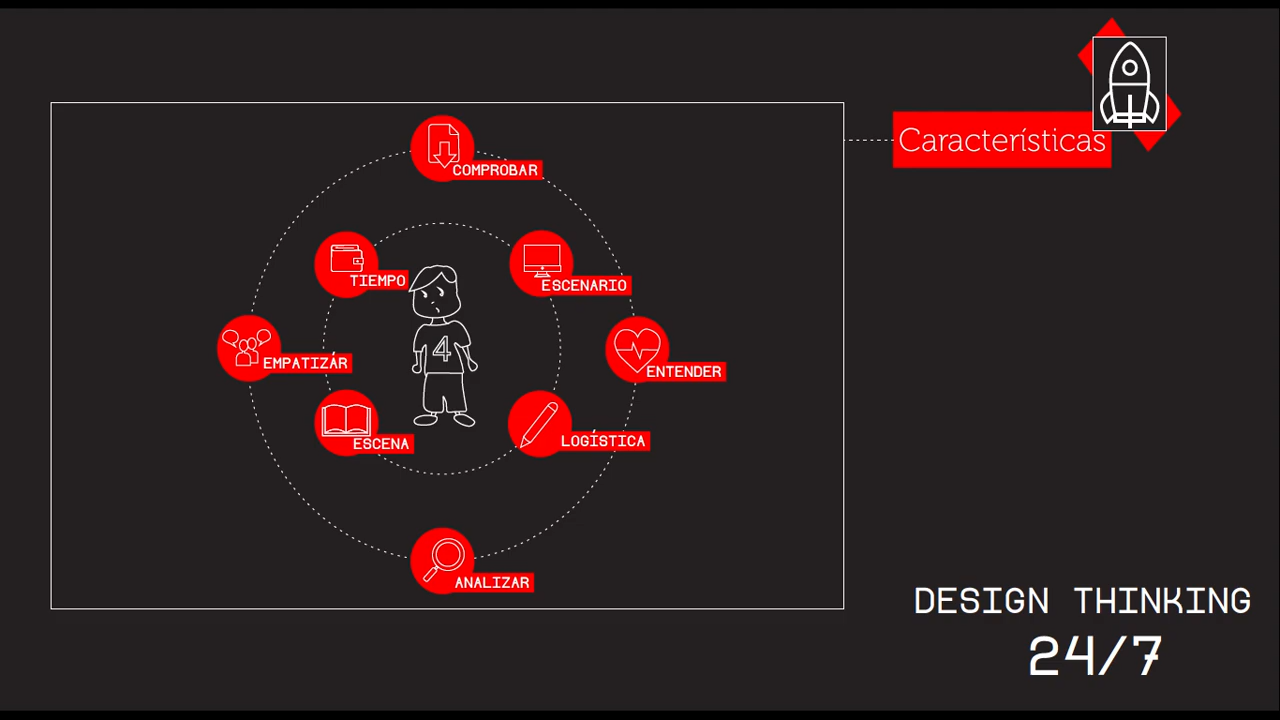 Características
COMPROBAR
TIEMPO
ESCENARIO
EMPATIZAR
4
ENTENDER
ESCENA
LOGÍSTICA
ANALIZAR
DESIGN THINKING
24/7